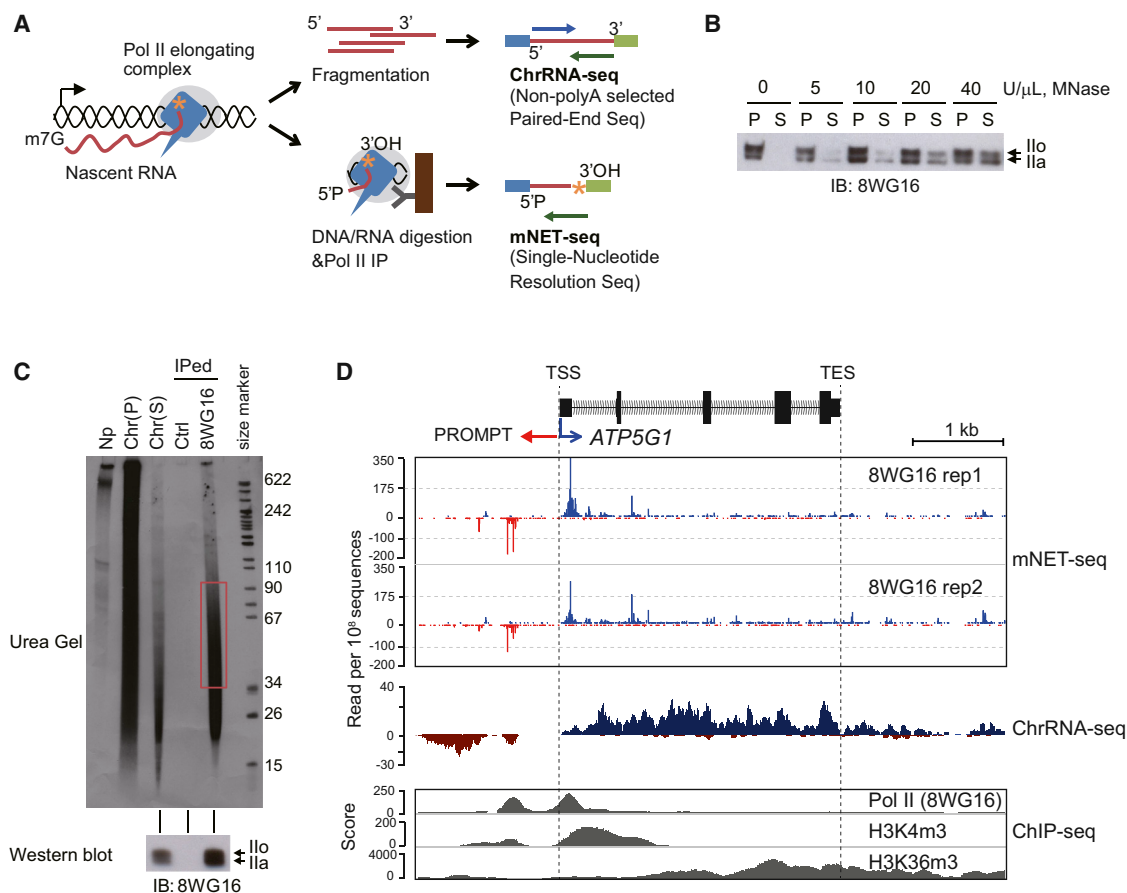 A
Pol II elongating
complex
m7G
Nascent RNA
5’
3’
Fragmentation
3’
5’
ChrRNA-seq
(Non-polyA selected
Paired-End Seq)
3’OH
5’P
DNA/RNA digestion
&Pol II IP
3’OH
5’P
mNET-seq
(Single-Nucleotide
Resolution Seq)
B
0 5 10 20 40 U/μL, MNase
P S P S P S P S P S
IIo
IIa
IB: 8WG16
C
IPed
Np
Chr(P)
Chr(S)
Ctrl
8WG16
size marker
622
242
110
90
67
34
26
15
Urea Gel
Western blot
IIo
IIa
IB: 8WG16
D
TSS
TES
PROMPT
ATP5G1
1 kb
350
175
0
-100
-200
8WG16 rep1
350
175
0
-100
-200
8WG16 rep2
mNET-seq
Read per 10⁸ sequences
30
0
-30
ChrRNA-seq
Score
250
0
Pol II (8WG16)
200
0
H3K4m3
4000
0
H3K36m3
ChIP-seq